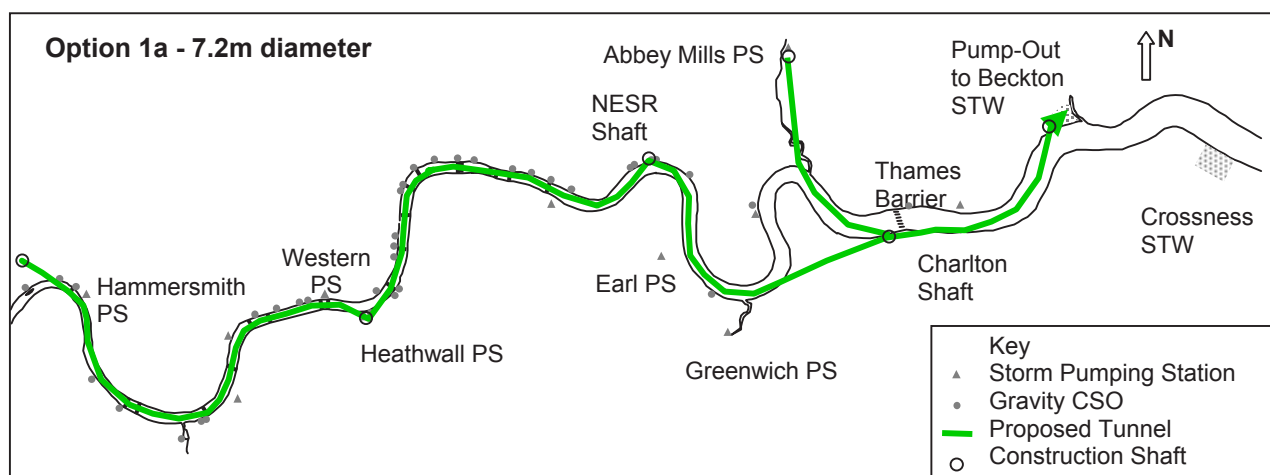 Option 1a - 7.2m diameter
Abbey Mills PS
Pump-Out
to Beckton
STW
N
NESR
Shaft
Thames
Barrier
Crossness
STW
Western
PS
Hammersmith
PS
Earl PS
Charlton
Shaft
Heathwall PS
Greenwich PS
Key
Storm Pumping Station
Gravity CSO
Proposed Tunnel
Construction Shaft